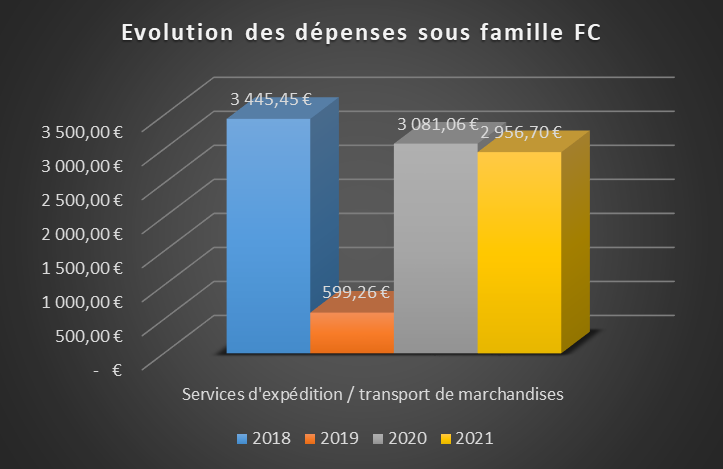 Evolution des dépenses sous famille FC
3 445,45 €
3 081,06 €
2 956,70 €
599,26 €
3 500,00 €
3 000,00 €
2 500,00 €
2 000,00 €
1 500,00 €
1 000,00 €
500,00 €
- €
Services d'expédition / transport de marchandises
2018 2019 2020 2021